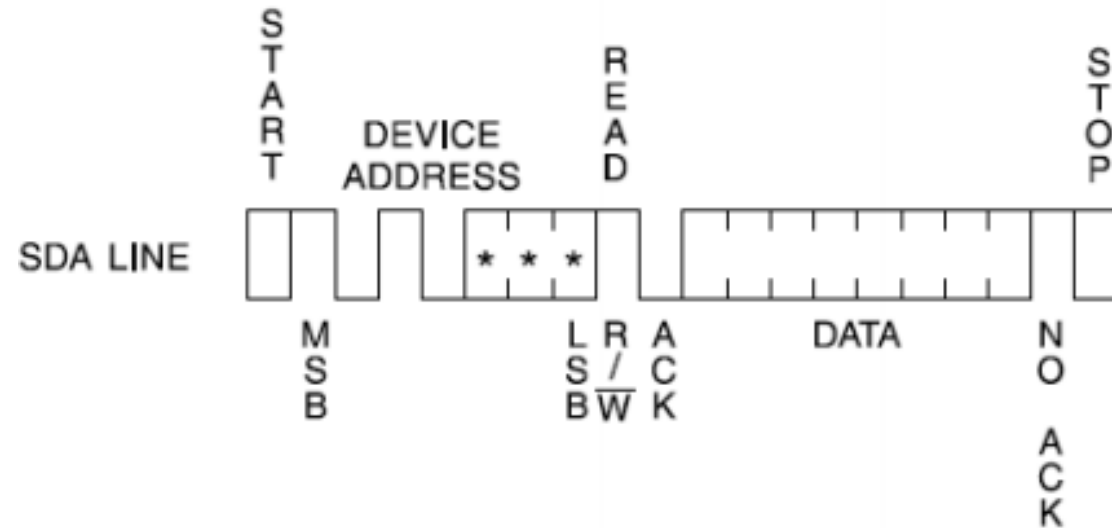 START
READ
STOP
DEVICE
ADDRESS
SDA LINE
* * *
MSB
LSB
R/W
ACK
DATA
NO ACK